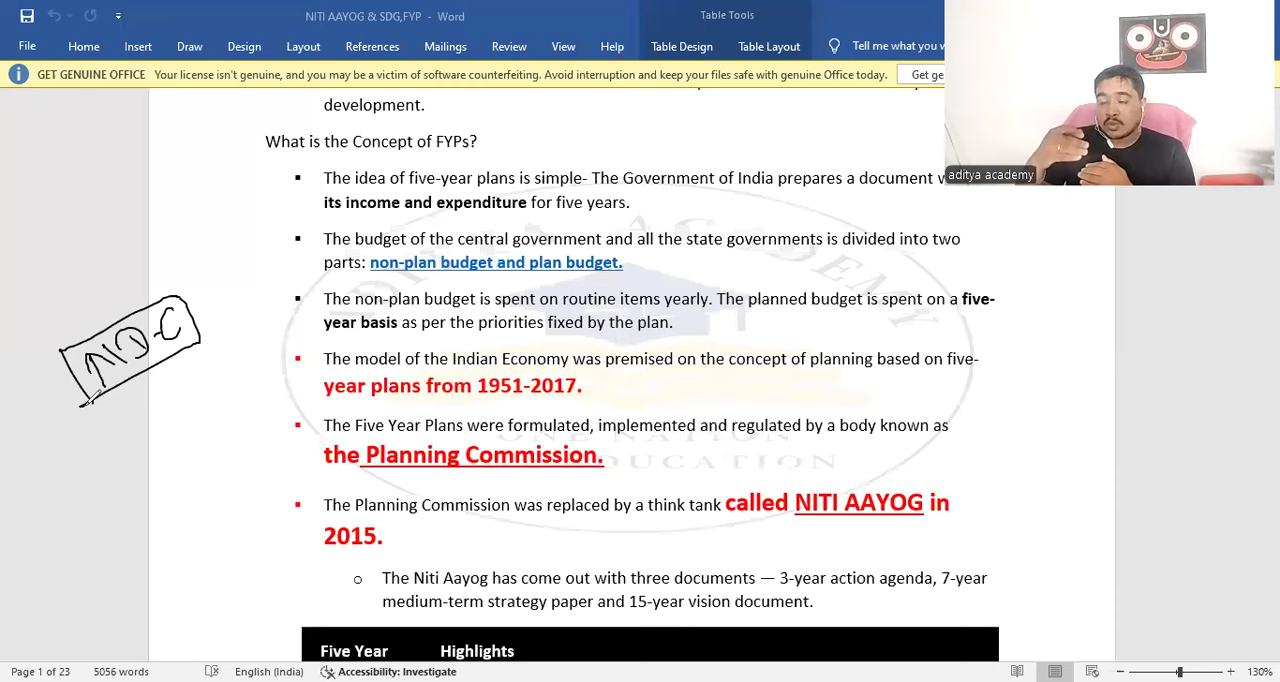 NITI AAYOG & SDG,FYP - Word
Table Tools
File Home Insert Draw Design Layout References Mailings Review View Help Table Design Table Layout Tell me what you w
GET GENUINE OFFICE Your license isn't genuine, and you may be a victim of software counterfeiting. Avoid interruption and keep your files safe with genuine Office today. Get ge
aditya academy
development.
What is the Concept of FYPs?
▪ The idea of five-year plans is simple- The Government of India prepares a document
its income and expenditure for five years.
▪ The budget of the central government and all the state governments is divided into two
parts: non-plan budget and plan budget.
▪ The non-plan budget is spent on routine items yearly. The planned budget is spent on a five-
year basis as per the priorities fixed by the plan.
NDC
▪ The model of the Indian Economy was premised on the concept of planning based on five-
year plans from 1951-2017.
▪ The Five Year Plans were formulated, implemented and regulated by a body known as
the Planning Commission.
ONE NATION
EDUCATION
▪ The Planning Commission was replaced by a think tank called NITI AAYOG in
2015.
o The Niti Aayog has come out with three documents — 3-year action agenda, 7-year
medium-term strategy paper and 15-year vision document.
Five Year Highlights
Page 1 of 23 5056 words English (India) Accessibility: Investigate 130%